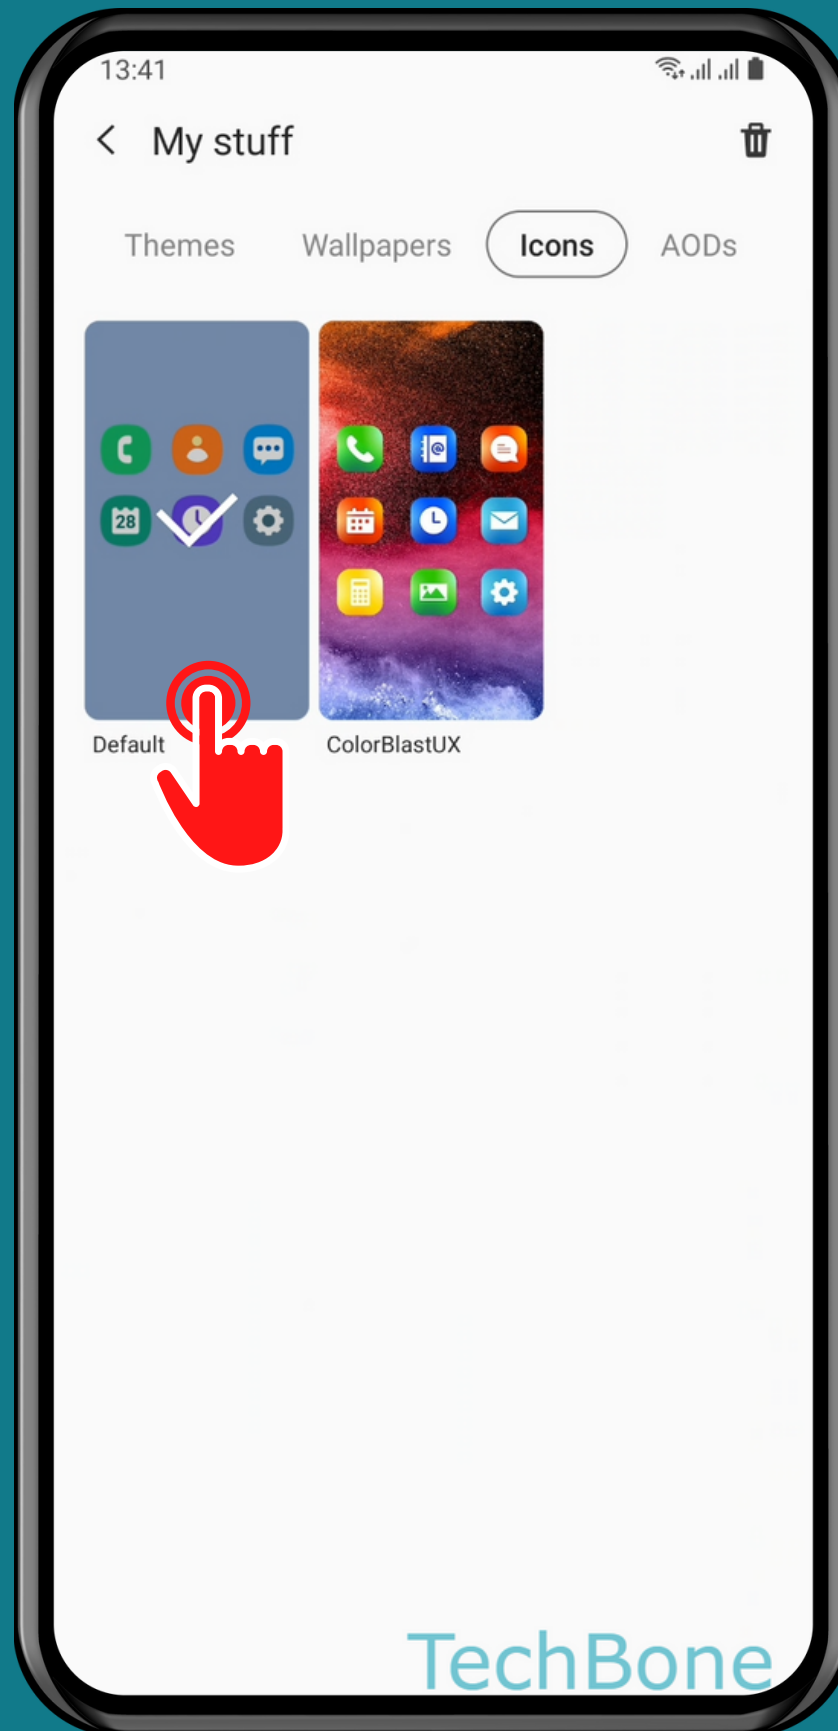 13:41
My stuff
Themes Wallpapers Icons AODs
28
Default ColorBlastUX
TechBone